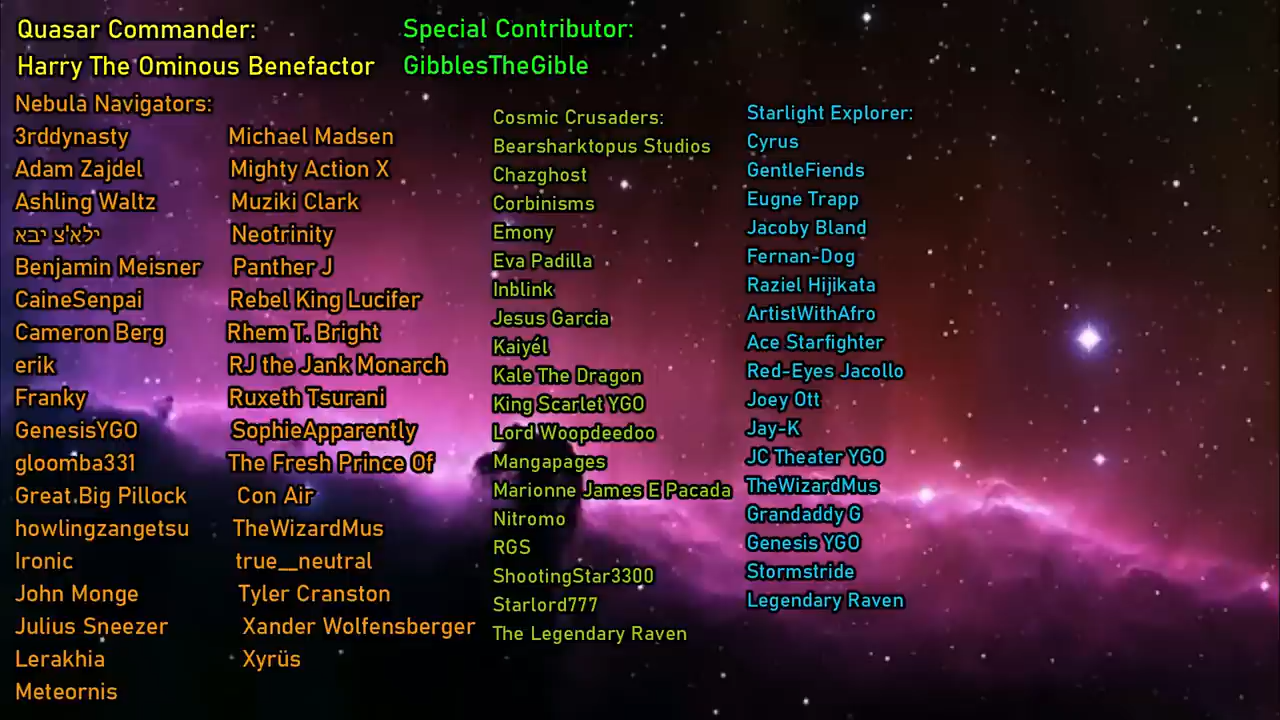 Quasar Commander:
Harry The Ominous Benefactor
Special Contributor:
GibblesTheGible
Nebula Navigators:
3rddynasty
Adam Zajdel
Ashling Waltz
ילא'צ יבא
Benjamin Meisner
CaineSenpai
Cameron Berg
erik
Franky
GenesisYGO
gloomba331
Great Big Pillock
howlingzangetsu
Ironic
John Monge
Julius Sneezer
Lerakhia
Meteornis
Michael Madsen
Mighty Action X
Muziki Clark
Neotrinity
Panther J
Rebel King Lucifer
Rhem T. Bright
RJ the Jank Monarch
Ruxeth Tsurani
SophieApparently
The Fresh Prince Of
Con Air
TheWizardMus
true__neutral
Tyler Cranston
Xander Wolfensberger
Xyrüs
Cosmic Crusaders:
Bearsharktopus Studios
Chazghost
Corbinisms
Emony
Eva Padilla
Inblink
Jesus Garcia
Kaiyél
Kale The Dragon
King Scarlet YGO
Lord Woopdeedoo
Mangapages
Marionne James E Pacada
Nitromo
RGS
ShootingStar3300
Starlord777
The Legendary Raven
Starlight Explorer:
Cyrus
GentleFiends
Eugne Trapp
Jacoby Bland
Fernan-Dog
Raziel Hijikata
ArtistWithAfro
Ace Starfighter
Red-Eyes Jacollo
Joey Ott
Jay-K
JC Theater YGO
TheWizardMus
Grandaddy G
Genesis YGO
Stormstride
Legendary Raven